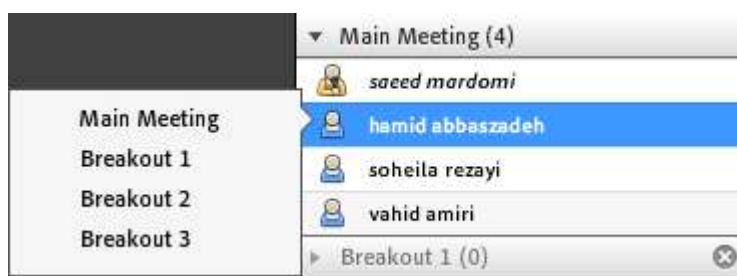 Main Meeting (4)
saeed mardomi
hamid abbaszadeh
soheila rezayi
vahid amiri
Breakout 1 (0)
Main Meeting
Breakout 1
Breakout 2
Breakout 3